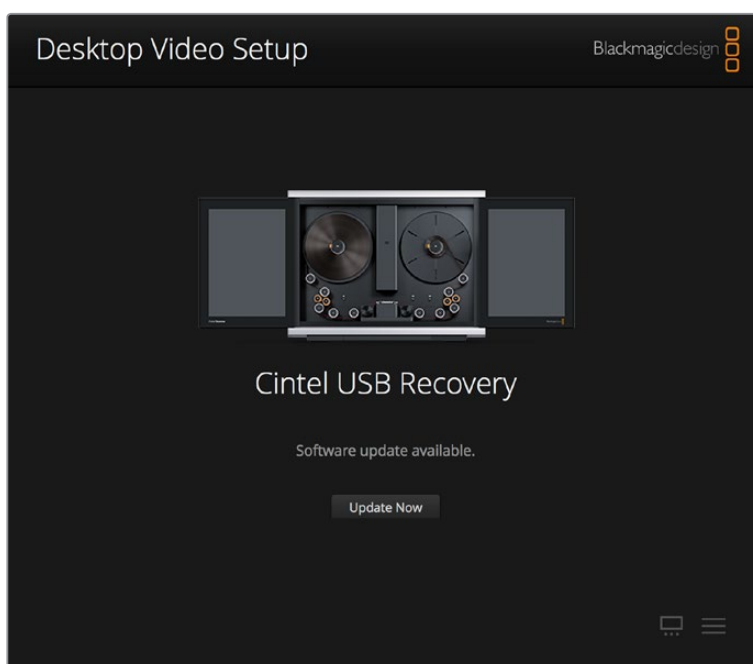 Desktop Video Setup
Blackmagicdesign
Cintel USB Recovery
Software update available.
Update Now